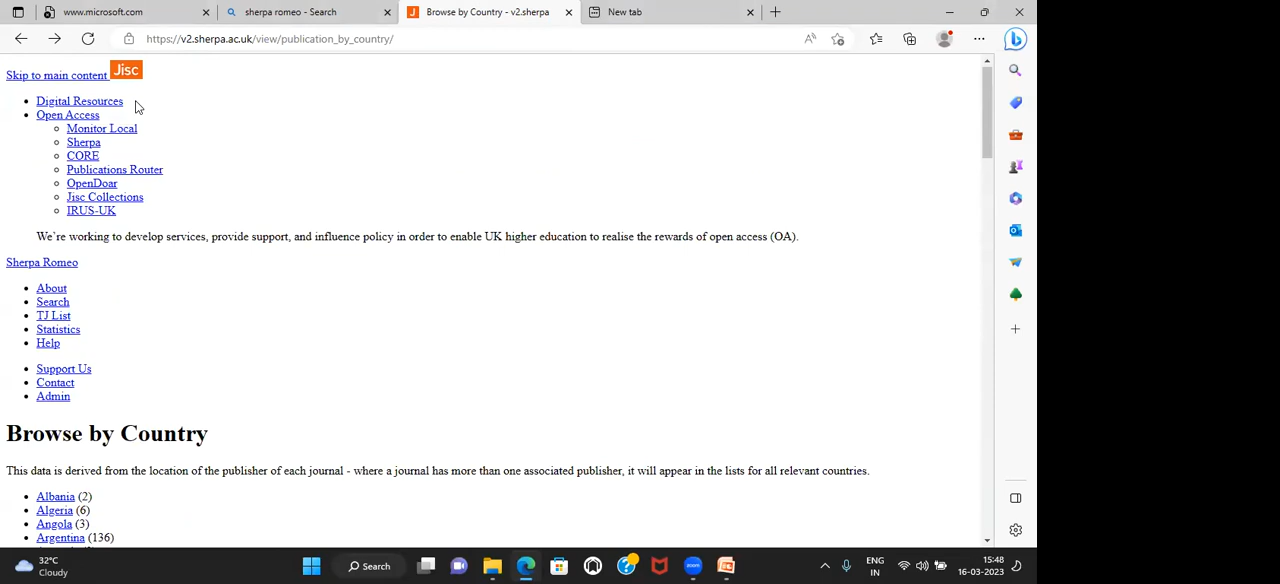 www.microsoft.com
sherpa romeo - Search
Browse by Country - v2.sherpa
New tab
https://v2.sherpa.ac.uk/view/publication_by_country/
Skip to main content Jisc
Digital Resources
Open Access
Monitor Local
Sherpa
CORE
Publications Router
OpenDoar
Jisc Collections
IRUS-UK
We`re working to develop services, provide support, and influence policy in order to enable UK higher education to realise the rewards of open access (OA).
Sherpa Romeo
About
Search
TJ List
Statistics
Help
Support Us
Contact
Admin
Browse by Country
This data is derived from the location of the publisher of each journal - where a journal has more than one associated publisher, it will appear in the lists for all relevant countries.
Albania (2)
Algeria (6)
Angola (3)
Argentina (136)
32°C
Cloudy
Search
zoom
ENG
IN
15:48
16-03-2023